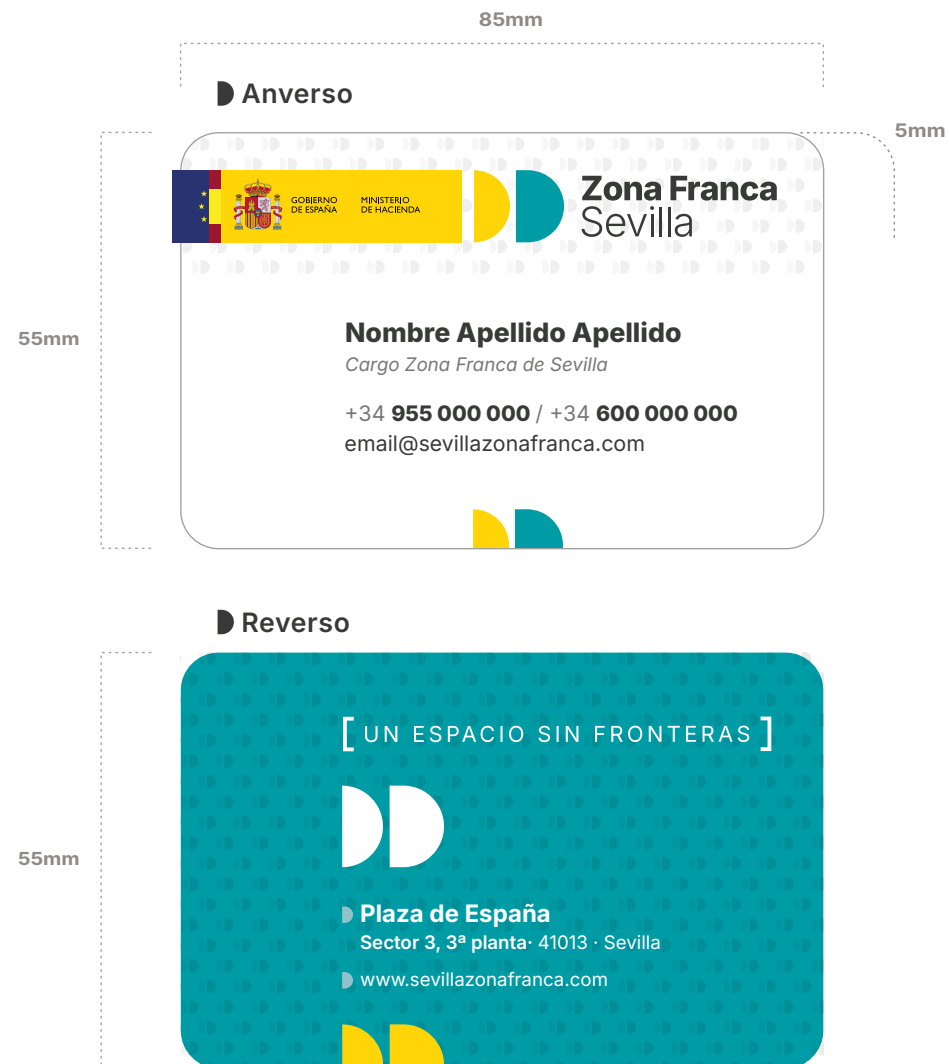 85mm
Anverso
5mm
GOBIERNO
DE ESPAÑA
MINISTERIO
DE HACIENDA
Zona Franca
Sevilla
55mm
Nombre Apellido Apellido
Cargo Zona Franca de Sevilla
+34 955 000 000 / +34 600 000 000
email@sevillazonafranca.com
Reverso
[UN ESPACIO SIN FRONTERAS]
55mm
Plaza de España
Sector 3, 3ª planta· 41013 · Sevilla
www.sevillazonafranca.com